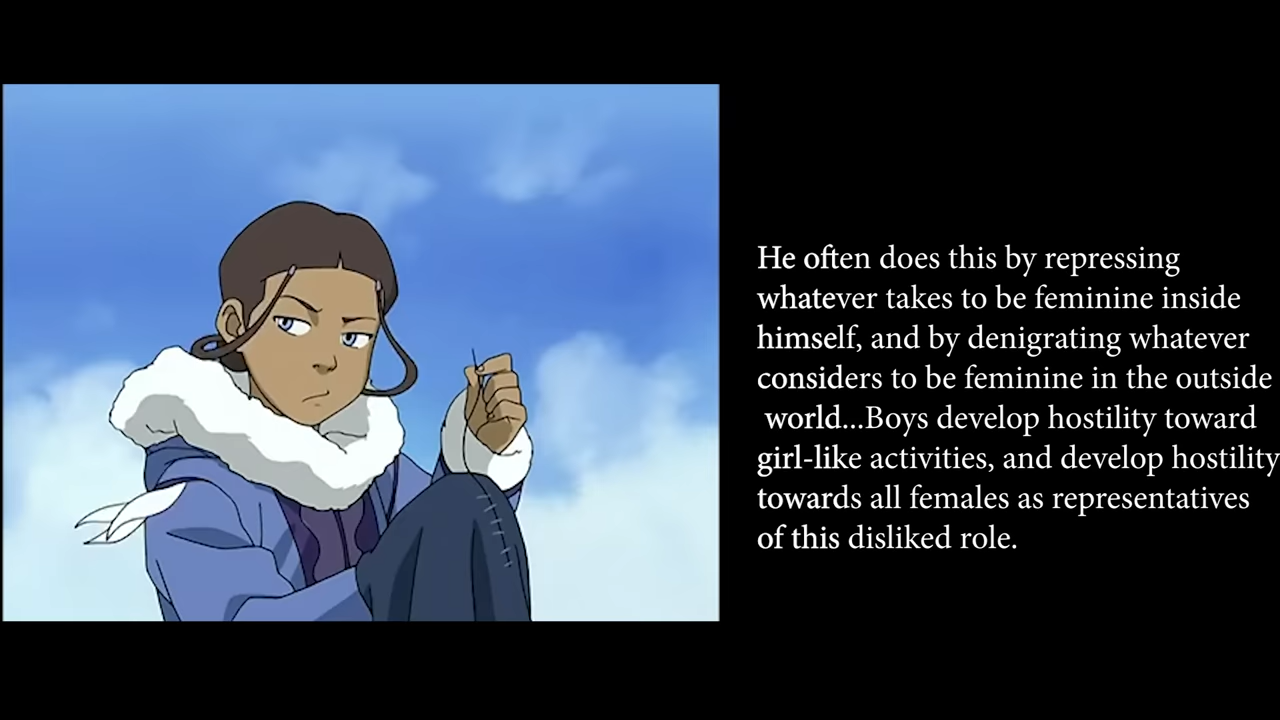 He often does this by repressing
whatever takes to be feminine inside
himself, and by denigrating whatever
considers to be feminine in the outside
world...Boys develop hostility toward
girl-like activities, and develop hostility
towards all females as representatives
of this disliked role.